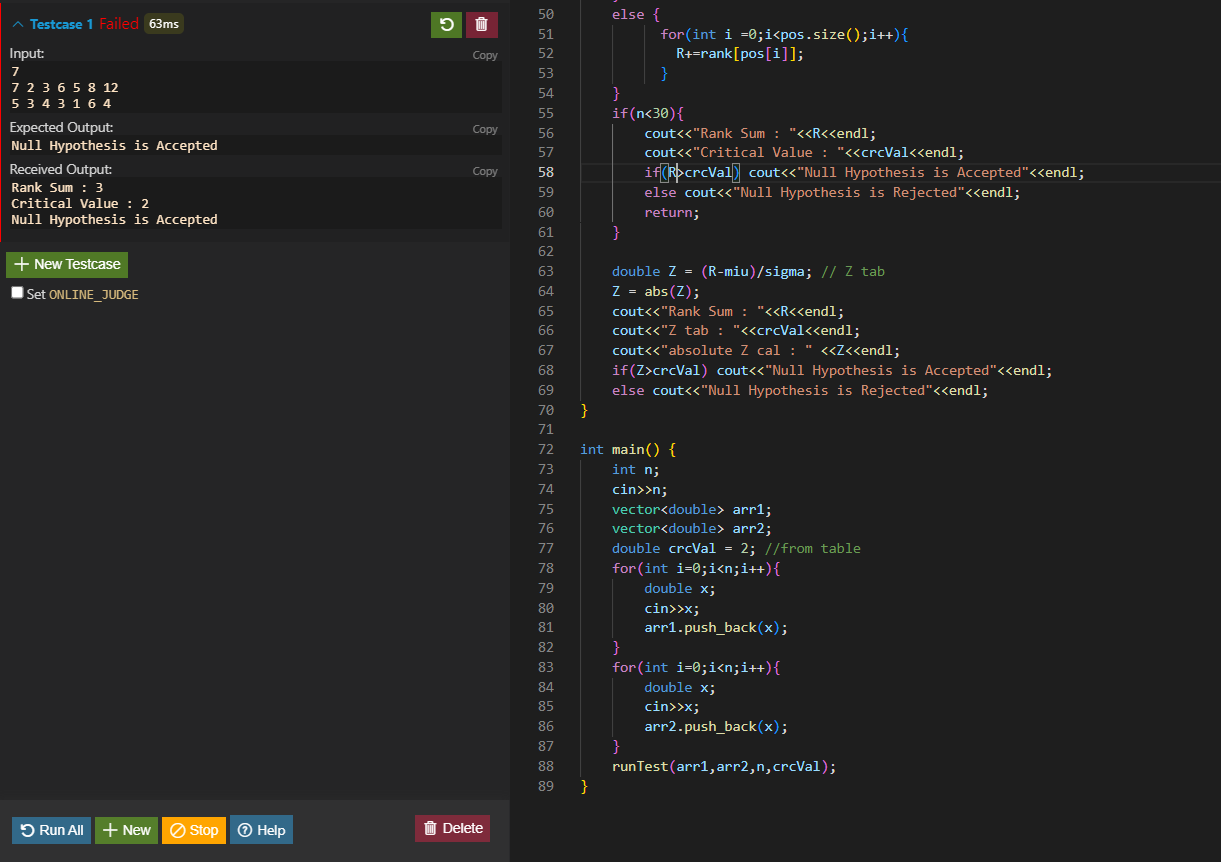 Testcase 1 Failed 63ms
Input: Copy
7
7 2 3 6 5 8 12
5 3 4 3 1 6 4
Expected Output: Copy
Null Hypothesis is Accepted
Received Output: Copy
Rank Sum : 3
Critical Value : 2
Null Hypothesis is Accepted
New Testcase
Set ONLINE_JUDGE
Run All New Stop Help Delete
50 else {
51 for(int i =0;i<pos.size();i++){
52 R+=rank[pos[i]];
53 }
54 }
55 if(n<30){
56 cout<<"Rank Sum : "<<R<<endl;
57 cout<<"Critical Value : "<<crcVal<<endl;
58 if(R>crcVal) cout<<"Null Hypothesis is Accepted"<<endl;
59 else cout<<"Null Hypothesis is Rejected"<<endl;
60 return;
61 }
62
63 double Z = (R-miu)/sigma; // Z tab
64 Z = abs(Z);
65 cout<<"Rank Sum : "<<R<<endl;
66 cout<<"Z tab : "<<crcVal<<endl;
67 cout<<"absolute Z cal : " <<Z<<endl;
68 if(Z>crcVal) cout<<"Null Hypothesis is Accepted"<<endl;
69 else cout<<"Null Hypothesis is Rejected"<<endl;
70 }
71
72 int main() {
73 int n;
74 cin>>n;
75 vector<double> arr1;
76 vector<double> arr2;
77 double crcVal = 2; //from table
78 for(int i=0;i<n;i++){
79 double x;
80 cin>>x;
81 arr1.push_back(x);
82 }
83 for(int i=0;i<n;i++){
84 double x;
85 cin>>x;
86 arr2.push_back(x);
87 }
88 runTest(arr1,arr2,n,crcVal);
89 }